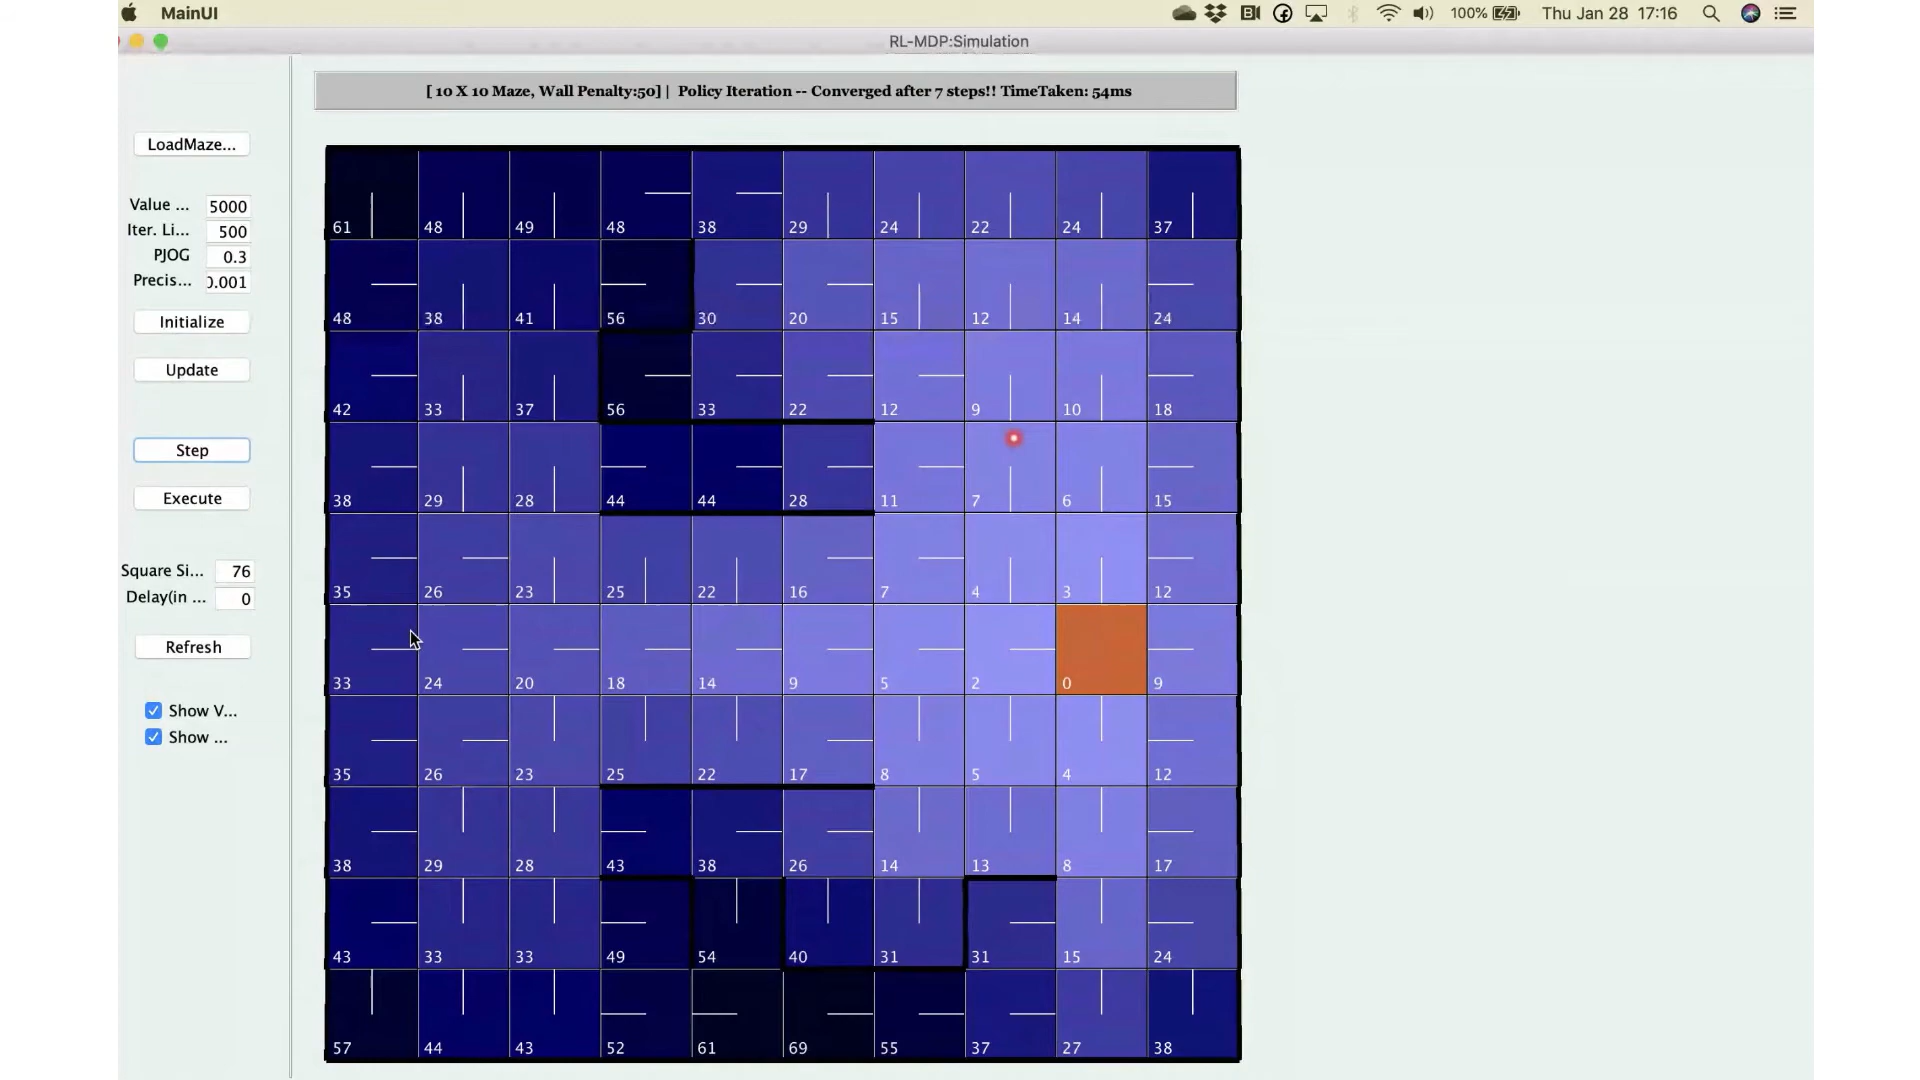 MainUI
100%
Thu Jan 28 17:16
RL-MDP:Simulation
[ 10 X 10 Maze, Wall Penalty:50] | Policy Iteration -- Converged after 7 steps!! TimeTaken: 54ms
LoadMaze...
Value ... 5000
Iter. Li... 500
PJOG 0.3
Precis... 0.001
Initialize
Update
Step
Execute
Square Si... 76
Delay(in ... 0
Refresh
Show V...
Show ...
61 48 49 48 38 29 24 22 24 37
48 38 41 56 30 20 15 12 14 24
42 33 37 56 33 22 12 9 10 18
38 29 28 44 44 28 11 7 6 15
35 26 23 25 22 16 7 4 3 12
33 24 20 18 14 9 5 2 0 9
35 26 23 25 22 17 8 5 4 12
38 29 28 43 38 26 14 13 8 17
43 33 33 49 54 40 31 31 15 24
57 44 43 52 61 69 55 37 27 38